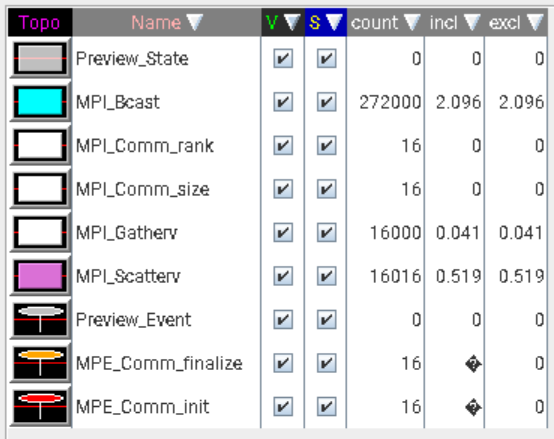 Topo Name V S count incl excl
Preview_State 0 0 0
MPI_Bcast 272000 2.096 2.096
MPI_Comm_rank 16 0 0
MPI_Comm_size 16 0 0
MPI_Gatherv 16000 0.041 0.041
MPI_Scatterv 16016 0.519 0.519
Preview_Event 0 0 0
MPE_Comm_finalize 16 � 0
MPE_Comm_init 16 � 0